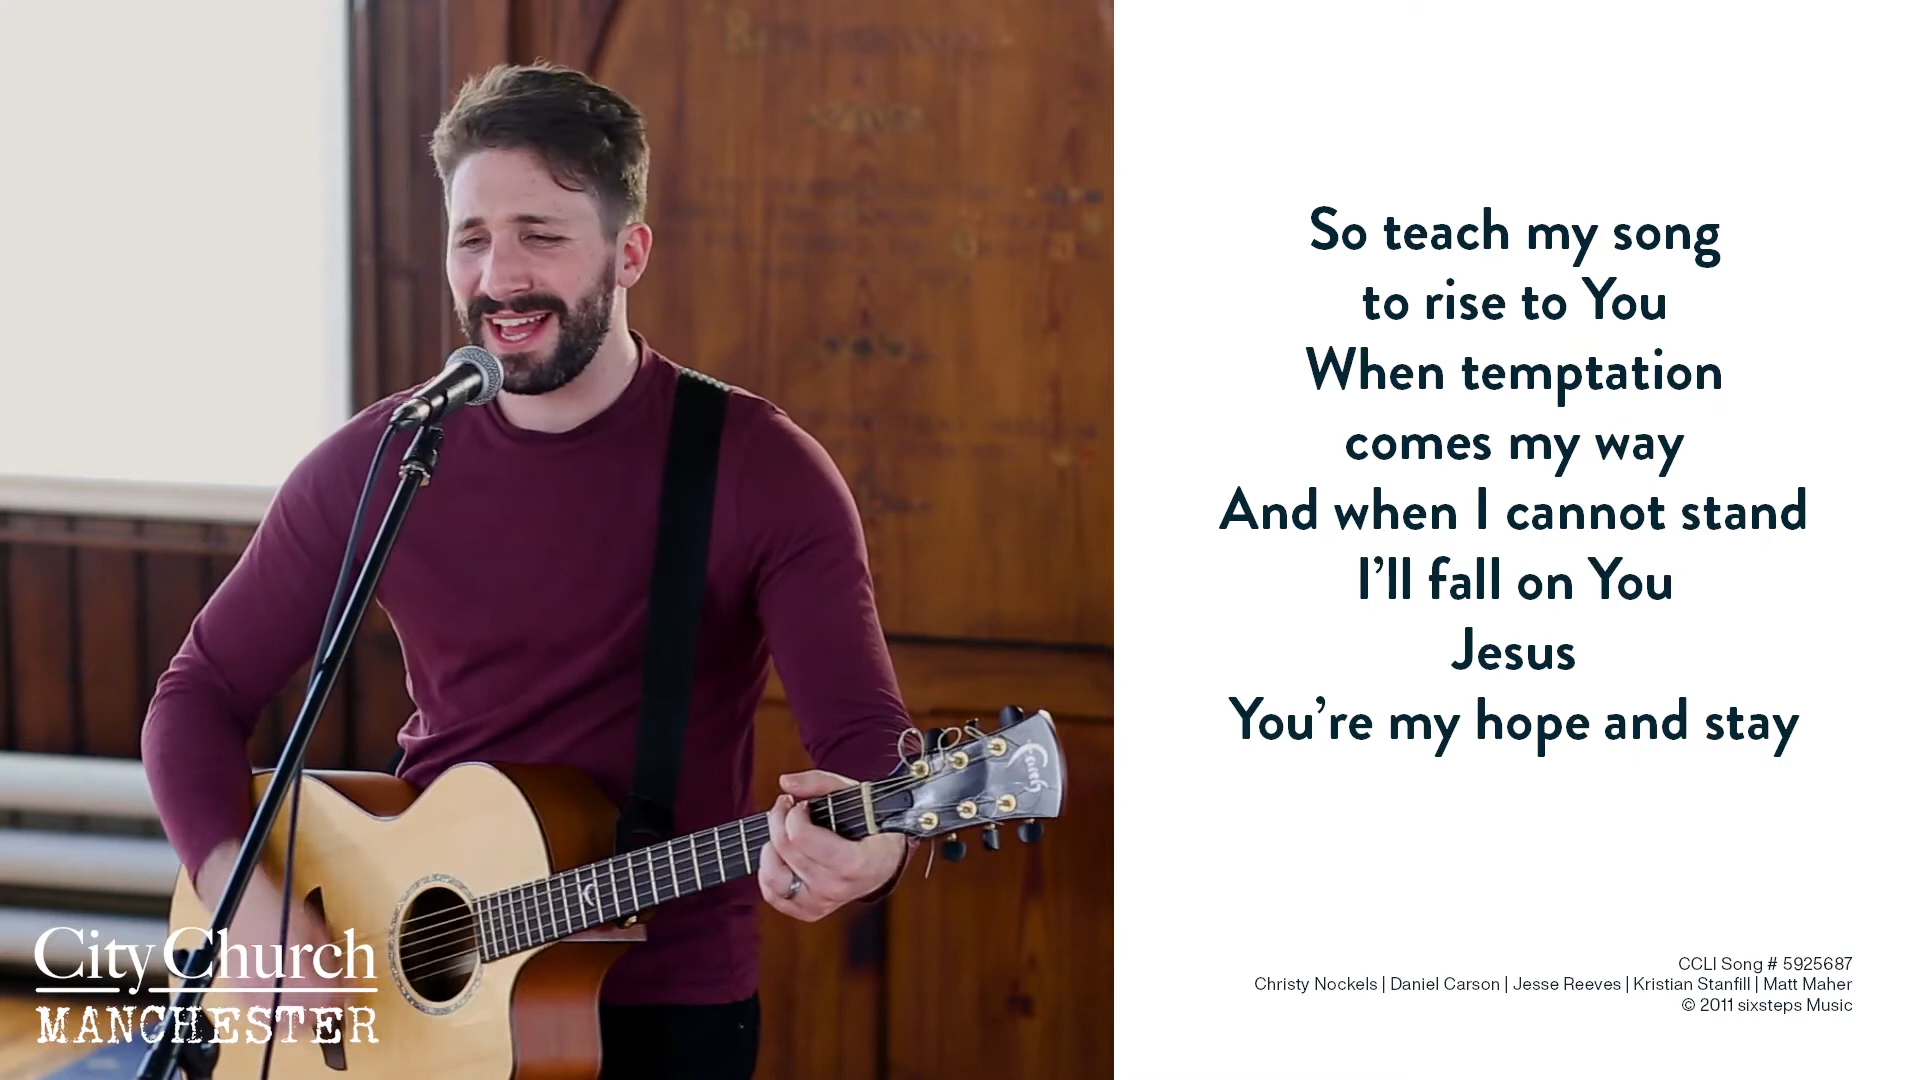 So teach my song
to rise to You
When temptation
comes my way
And when I cannot stand
I’ll fall on You
Jesus
You’re my hope and stay
CCLI Song # 5925687
Christy Nockels | Daniel Carson | Jesse Reeves | Kristian Stanfill | Matt Maher
© 2011 sixsteps Music
City Church
MANCHESTER